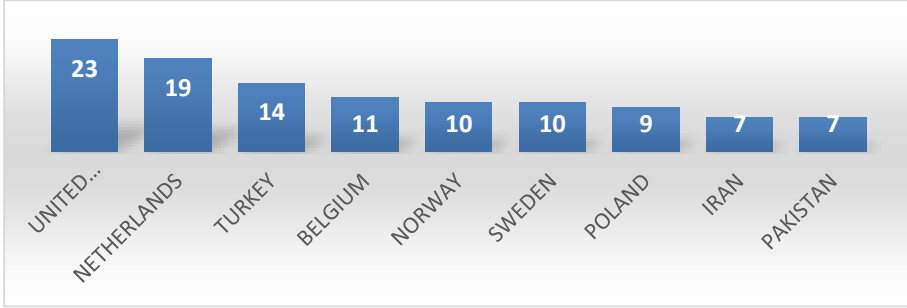 23
19
14
11
10
10
9
7
7
UNITED...
NETHERLANDS
TURKEY
BELGIUM
NORWAY
SWEDEN
POLAND
IRAN
PAKISTAN